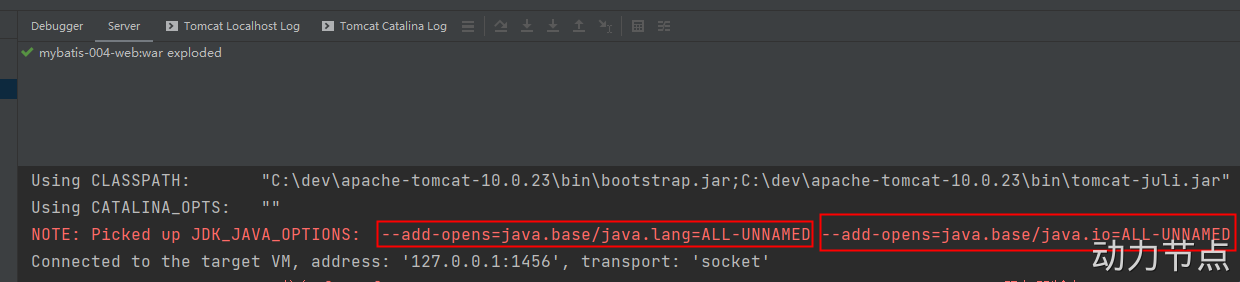 Debugger Server Tomcat Localhost Log Tomcat Catalina Log
mybatis-004-web:war exploded
Using CLASSPATH: "C:\dev\apache-tomcat-10.0.23\bin\bootstrap.jar;C:\dev\apache-tomcat-10.0.23\bin\tomcat-juli.jar"
Using CATALINA_OPTS: ""
NOTE: Picked up JDK_JAVA_OPTIONS: --add-opens=java.base/java.lang=ALL-UNNAMED --add-opens=java.base/java.io=ALL-UNNAMED
Connected to the target VM, address: '127.0.0.1:1456', transport: 'socket'
动力节点